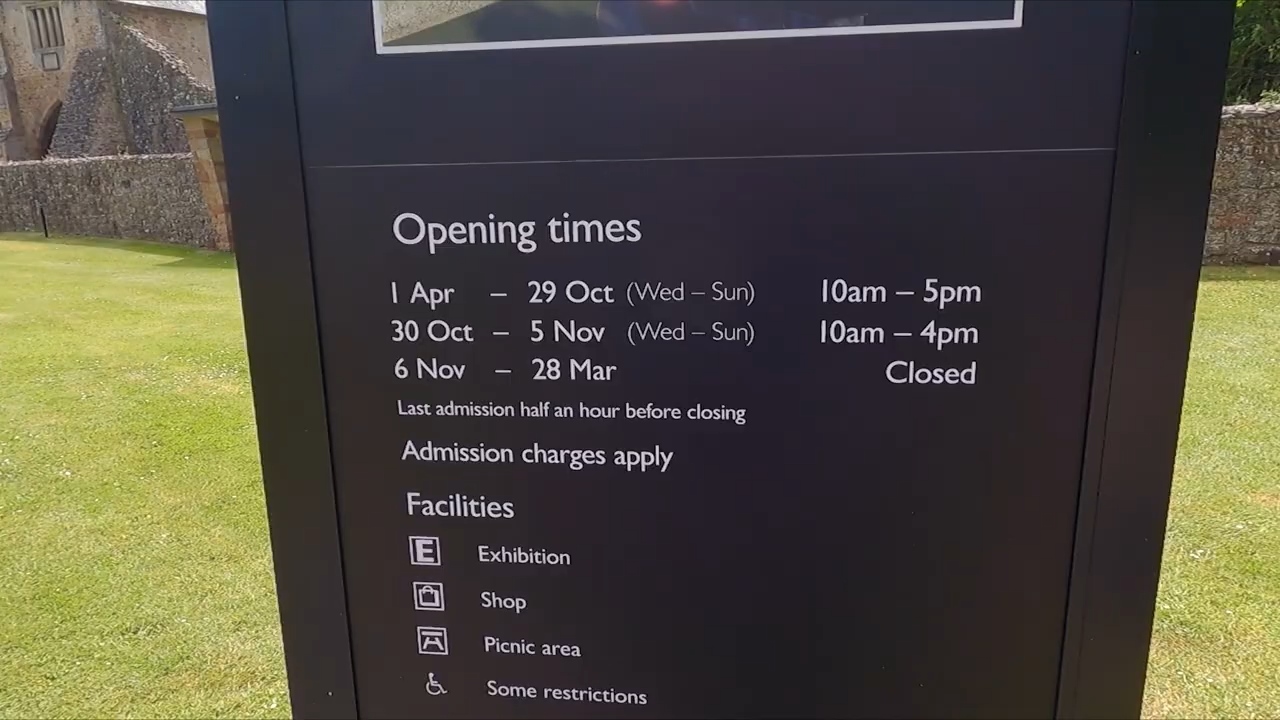 Opening times
1 Apr – 29 Oct (Wed – Sun) 10am – 5pm
30 Oct – 5 Nov (Wed – Sun) 10am – 4pm
6 Nov – 28 Mar Closed
Last admission half an hour before closing
Admission charges apply
Facilities
E Exhibition
Shop
Picnic area
Some restrictions